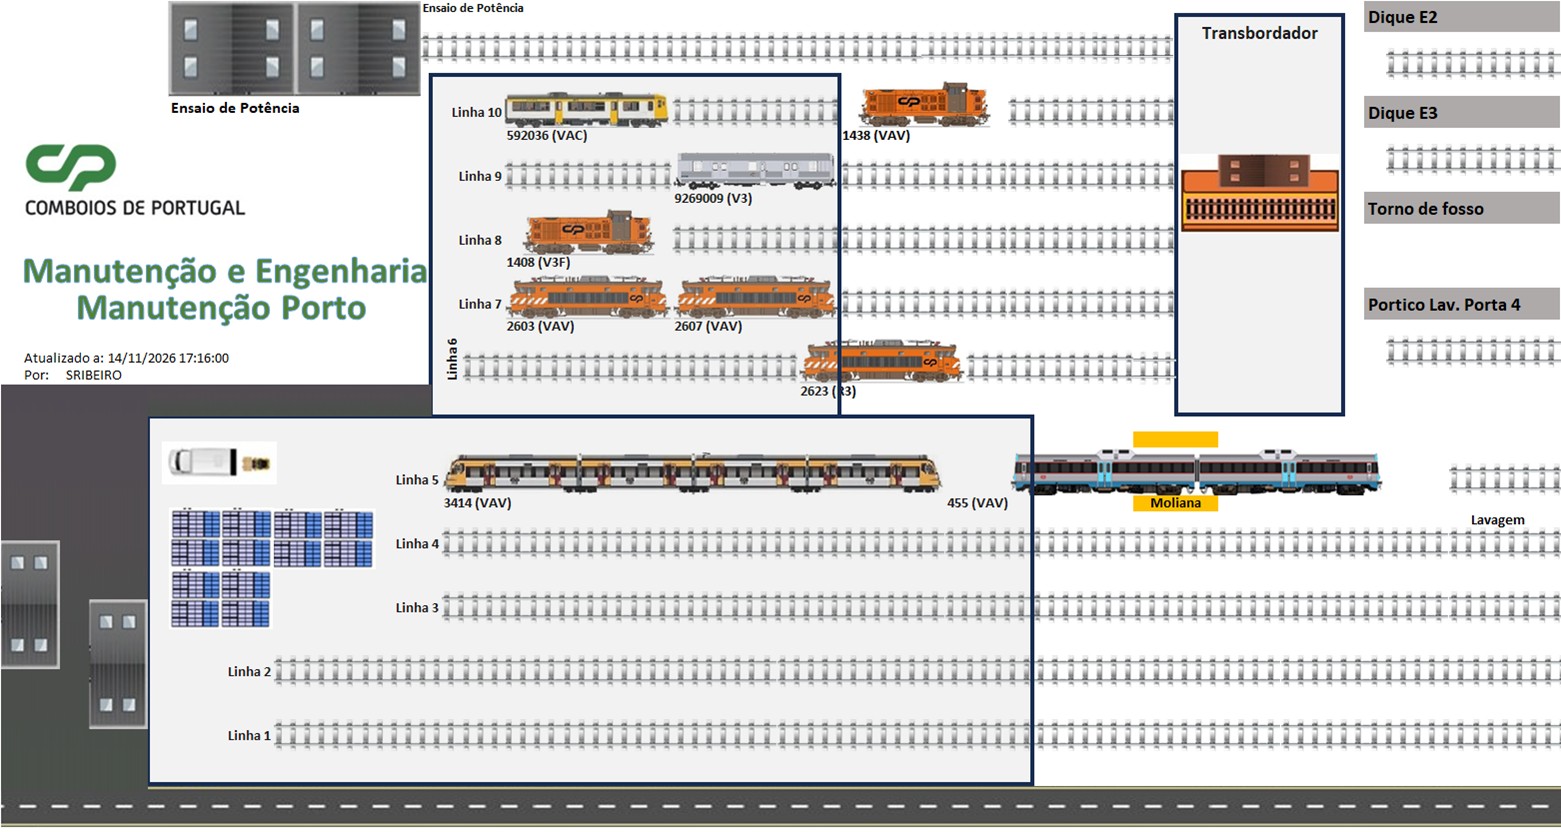 Ensaio de Potência
Ensaio de Potência
Transbordador
Dique E2
Dique E3
Torno de fosso
Portico Lav. Porta 4
CP
COMBOIOS DE PORTUGAL
Manutenção e Engenharia
Manutenção Porto
Atualizado a: 14/11/2026 17:16:00
Por: SRIBEIRO
Linha 10
592036 (VAC)
1438 (VAV)
Linha 9
9269009 (V3)
Linha 8
1408 (V3F)
Linha 7
2603 (VAV)
2607 (VAV)
Linha 6
2623 (R3)
Linha 5
3414 (VAV)
455 (VAV)
Moliana
Lavagem
Linha 4
Linha 3
Linha 2
Linha 1